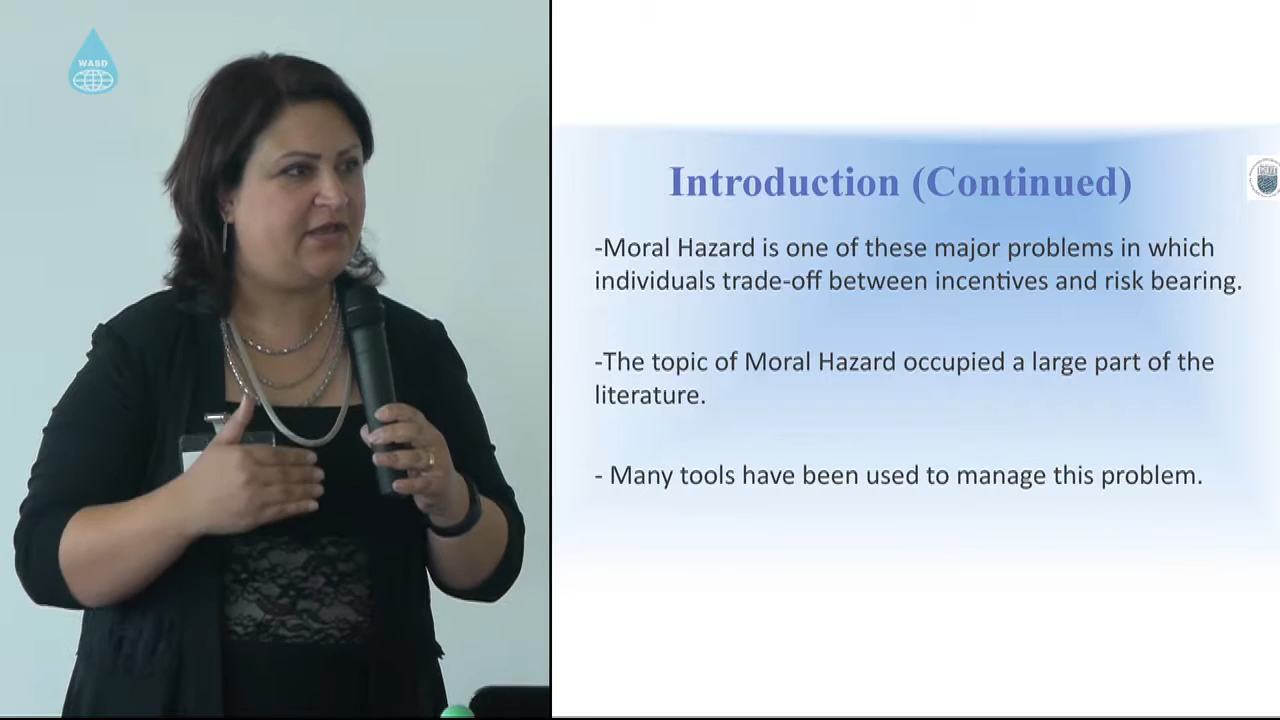 WASD
Introduction (Continued)
-Moral Hazard is one of these major problems in which
individuals trade-off between incentives and risk bearing.
-The topic of Moral Hazard occupied a large part of the
literature.
- Many tools have been used to manage this problem.